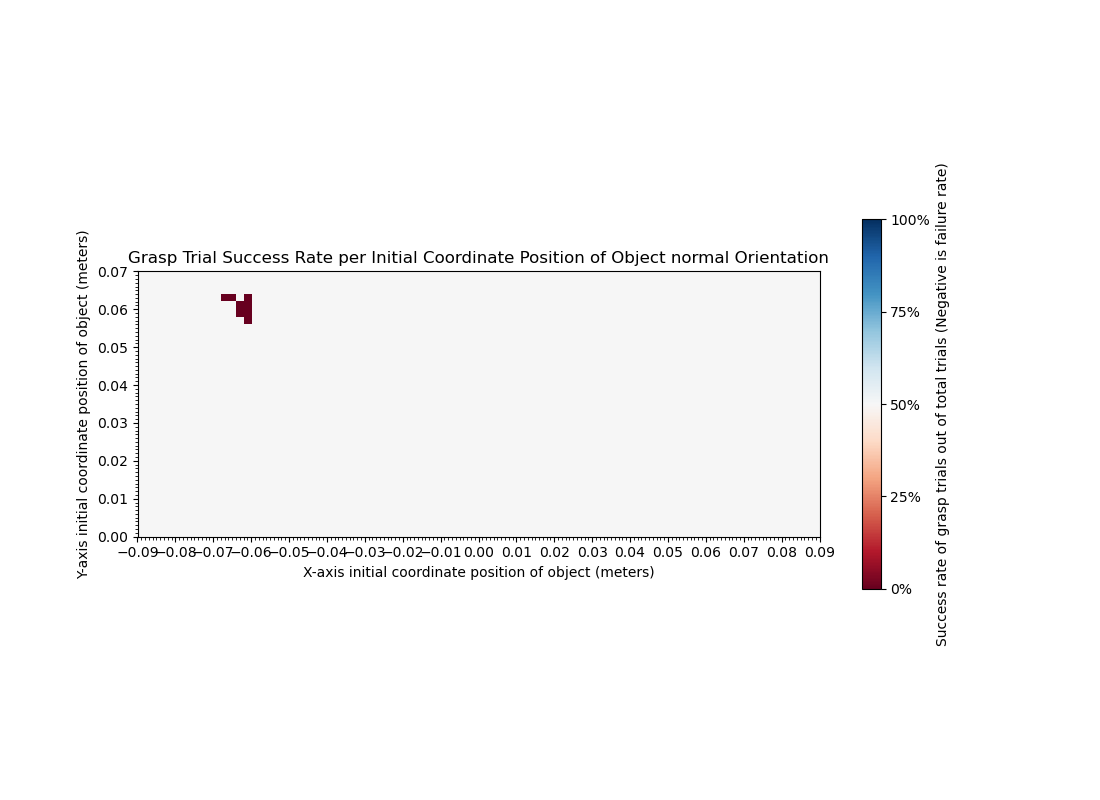 Grasp Trial Success Rate per Initial Coordinate Position of Object normal Orientation
Y-axis initial coordinate position of object (meters)
0.07
0.06
0.05
0.04
0.03
0.02
0.01
0.00
−0.09 −0.08 −0.07 −0.06 −0.05 −0.04 −0.03 −0.02 −0.01 0.00 0.01 0.02 0.03 0.04 0.05 0.06 0.07 0.08 0.09
X-axis initial coordinate position of object (meters)
100%
75%
50%
25%
0%
Success rate of grasp trials out of total trials (Negative is failure rate)